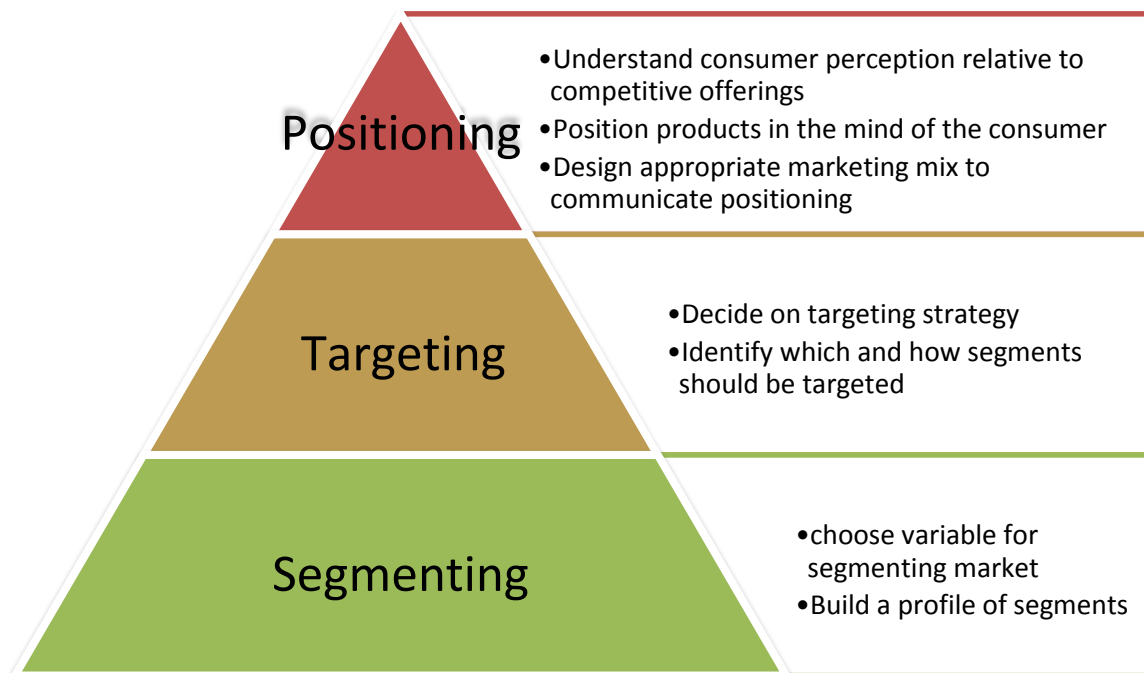 Positioning
•Understand consumer perception relative to
competitive offerings
•Position products in the mind of the consumer
•Design appropriate marketing mix to
communicate positioning
Targeting
•Decide on targeting strategy
•Identify which and how segments
should be targeted
Segmenting
•choose variable for
segmenting market
•Build a profile of segments